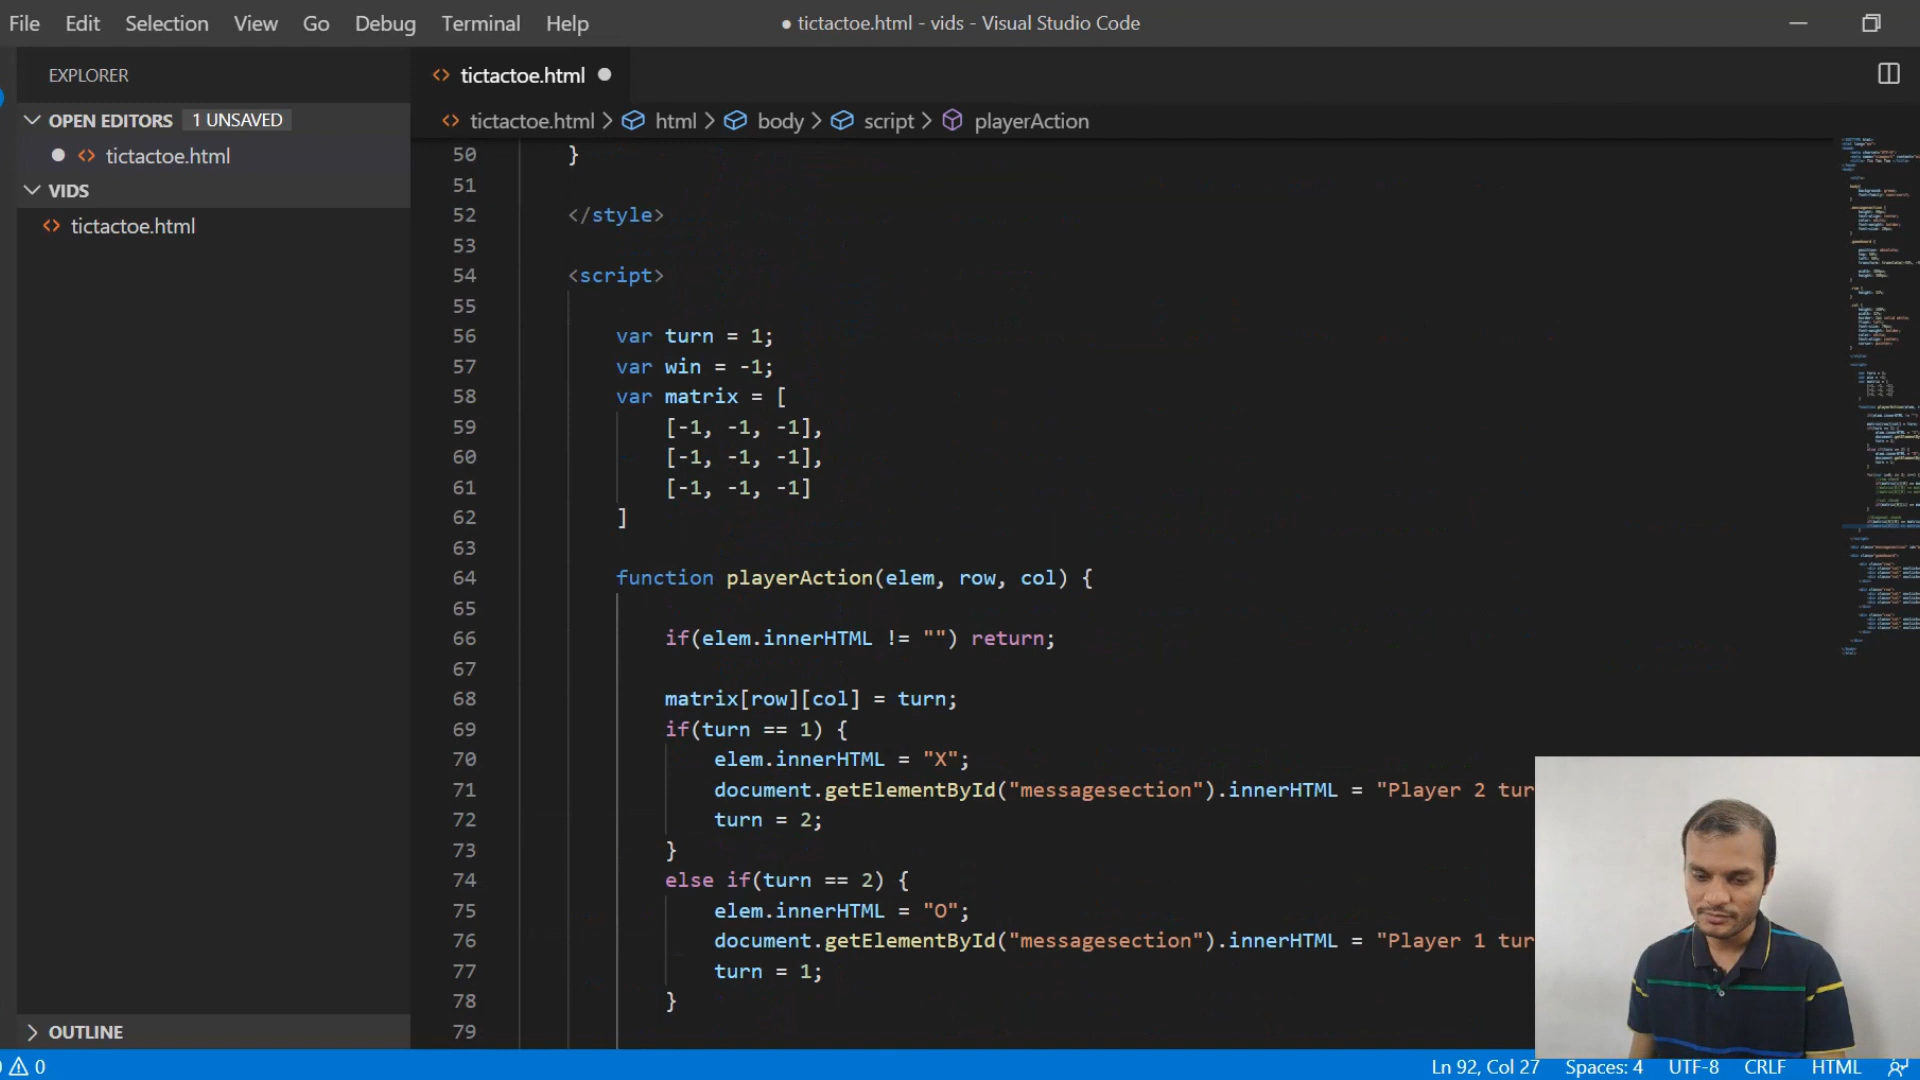 File Edit Selection View Go Debug Terminal Help
● tictactoe.html - vids - Visual Studio Code
EXPLORER
OPEN EDITORS 1 UNSAVED
tictactoe.html
VIDS
tictactoe.html
OUTLINE
tictactoe.html
tictactoe.html > html > body > script > playerAction
50 }
51
52 </style>
53
54 <script>
55
56 var turn = 1;
57 var win = -1;
58 var matrix = [
59 [-1, -1, -1],
60 [-1, -1, -1],
61 [-1, -1, -1]
62 ]
63
64 function playerAction(elem, row, col) {
65
66 if(elem.innerHTML != "") return;
67
68 matrix[row][col] = turn;
69 if(turn == 1) {
70 elem.innerHTML = "X";
71 document.getElementById("messagesection").innerHTML = "Player 2 tur
72 turn = 2;
73 }
74 else if(turn == 2) {
75 elem.innerHTML = "O";
76 document.getElementById("messagesection").innerHTML = "Player 1 tur
77 turn = 1;
78 }
79
0 Ln 92, Col 27 Spaces: 4 UTF-8 CRLF HTML